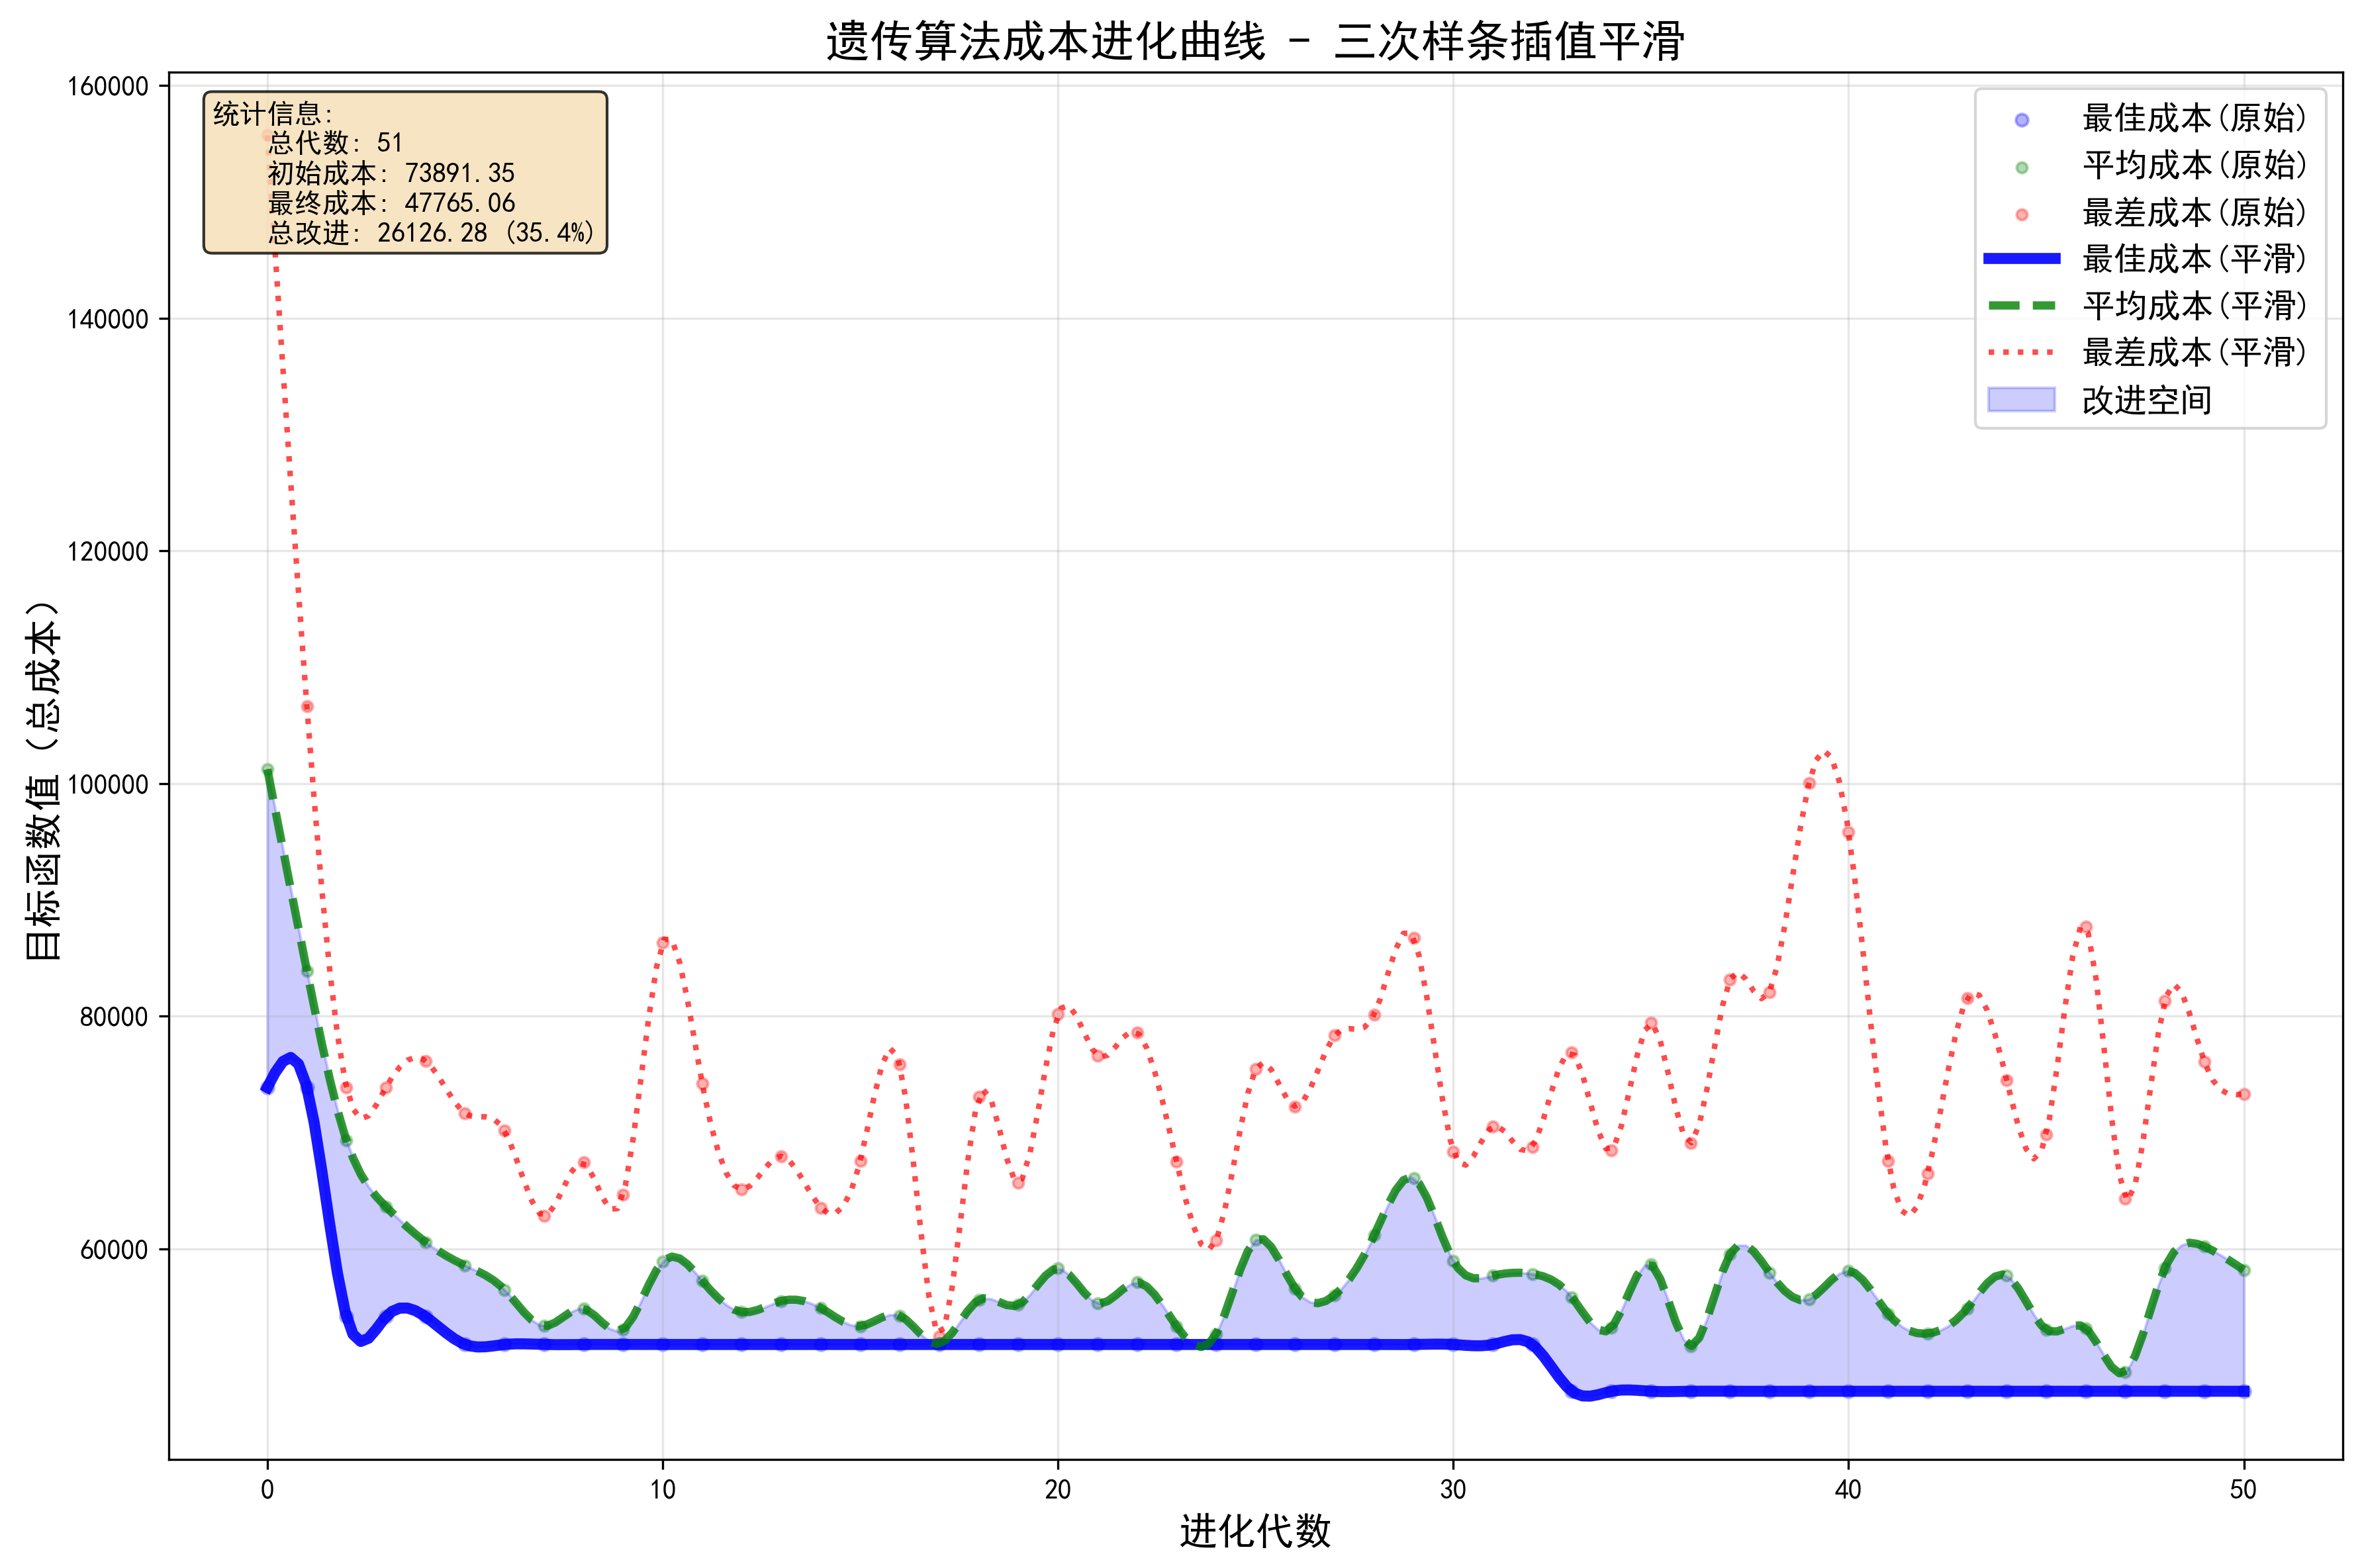 遗传算法成本进化曲线 - 三次样条插值平滑
统计信息:
总代数: 51
初始成本: 73891.35
最终成本: 47765.06
总改进: 26126.28 (35.4%)
最佳成本(原始)
平均成本(原始)
最差成本(原始)
最佳成本(平滑)
平均成本(平滑)
最差成本(平滑)
改进空间
目标函数值 (总成本)
160000
140000
120000
100000
80000
60000
0
10
20
30
40
50
进化代数